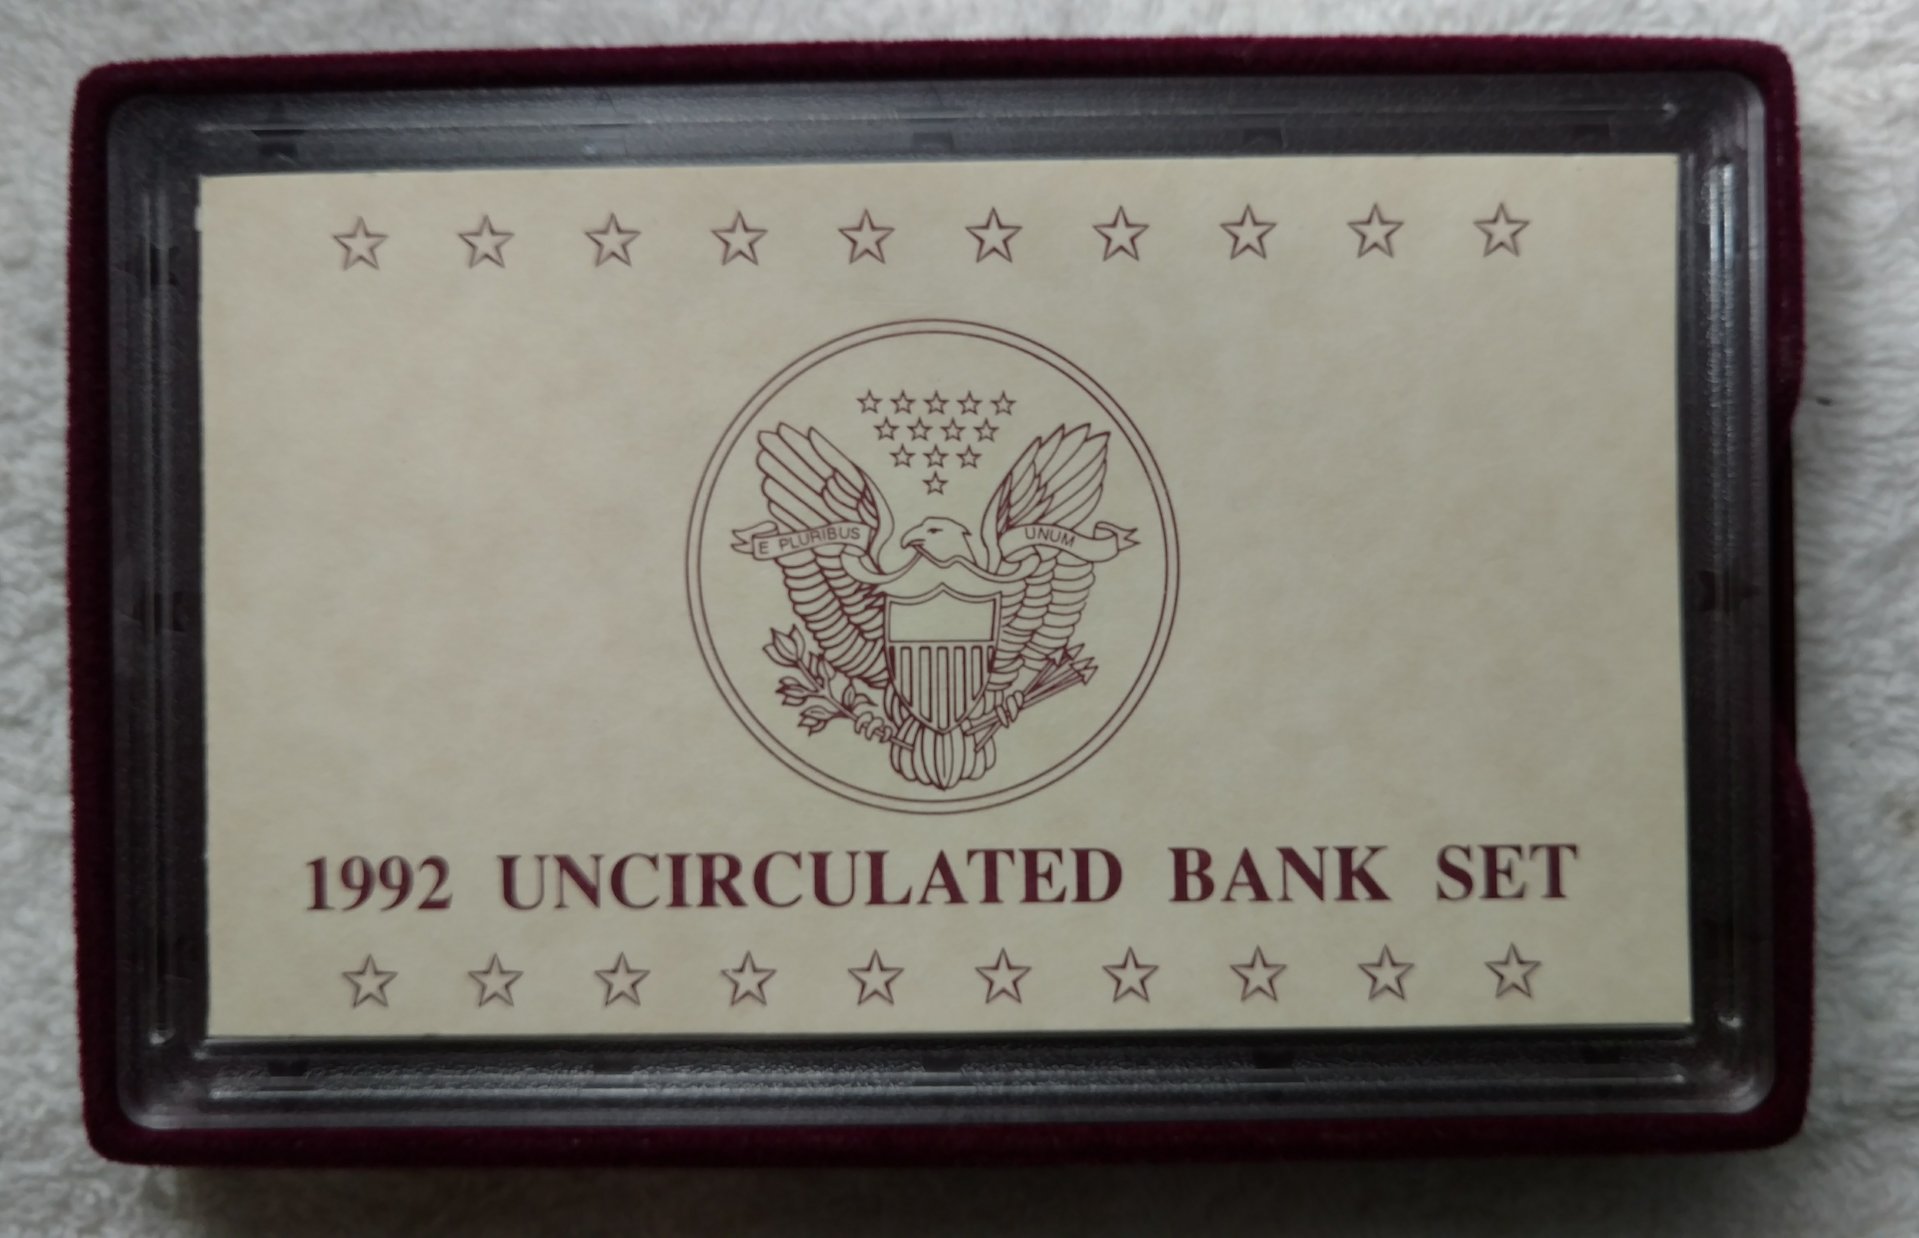 E PLURIBUS UNUM
1992 UNCIRCULATED BANK SET